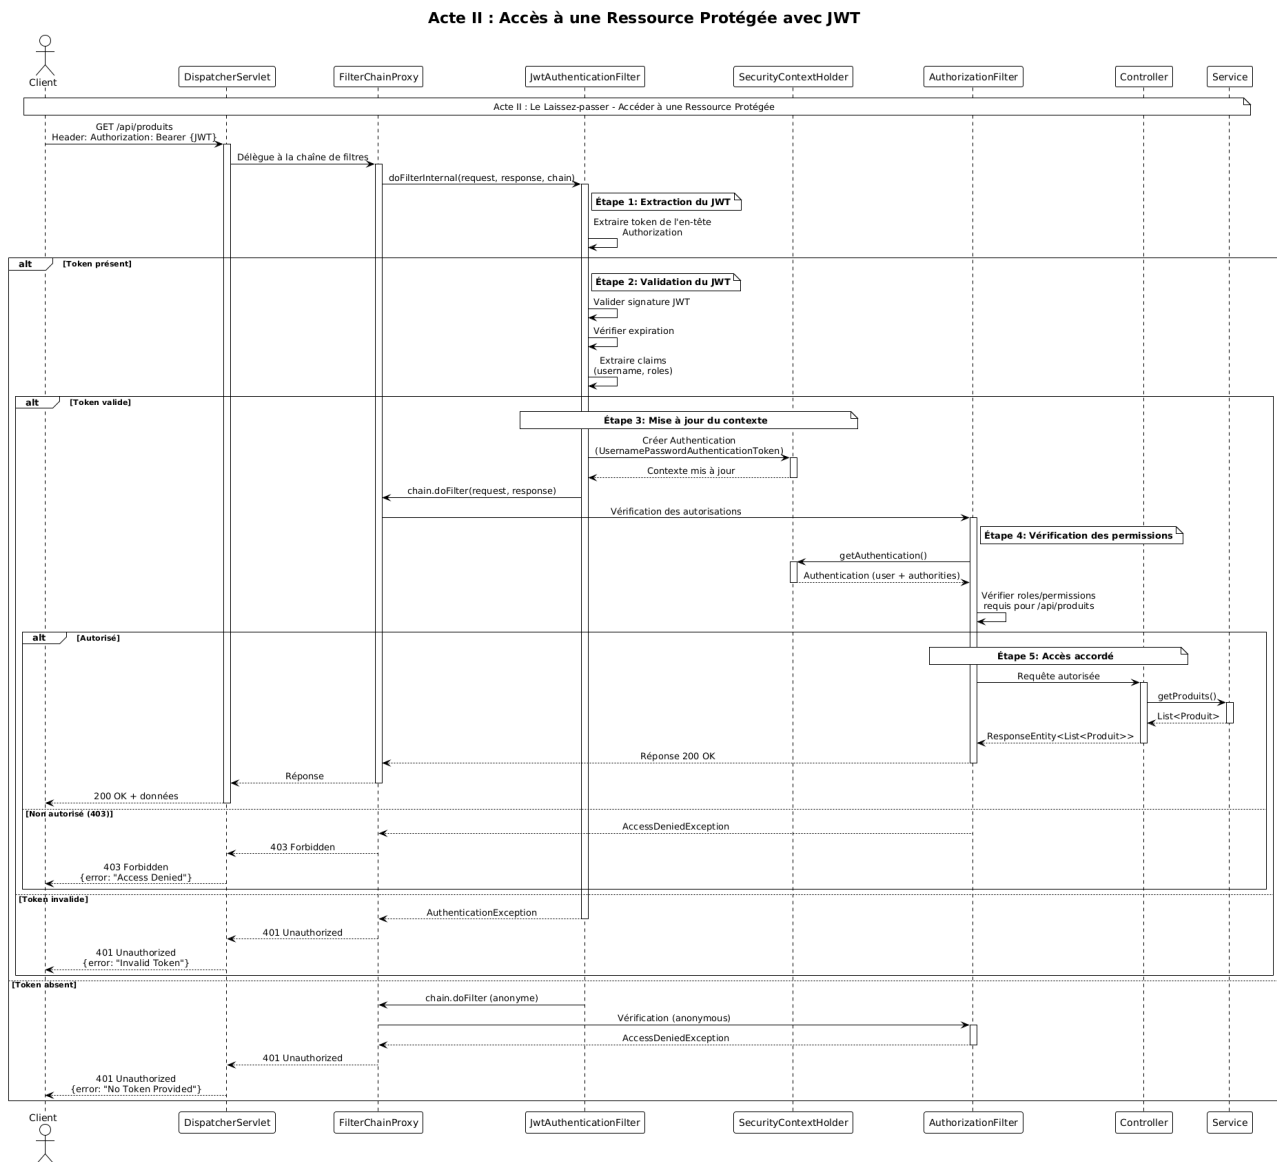 Acte II : Accès à une Ressource Protégée avec JWT
Client
DispatcherServlet
FilterChainProxy
JwtAuthenticationFilter
SecurityContextHolder
AuthorizationFilter
Controller
Service
Acte II : Le Laissez-passer - Accéder à une Ressource Protégée
GET /api/produits
Header: Authorization: Bearer {JWT}
Délègue à la chaîne de filtres
doFilterInternal(request, response, chain)
Étape 1: Extraction du JWT
Extraire token de l'en-tête
Authorization
alt
[Token présent]
Étape 2: Validation du JWT
Valider signature JWT
Vérifier expiration
Extraire claims
(username, roles)
alt
[Token valide]
Étape 3: Mise à jour du contexte
Créer Authentication
(UsernamePasswordAuthenticationToken)
Contexte mis à jour
chain.doFilter(request, response)
Vérification des autorisations
Étape 4: Vérification des permissions
getAuthentication()
Authentication (user + authorities)
Vérifier roles/permissions
requis pour /api/produits
alt
[Autorisé]
Étape 5: Accès accordé
Requête autorisée
getProduits()
List<Produit>
ResponseEntity<List<Produit>>
Réponse 200 OK
Réponse
200 OK + données
[Non autorisé (403)]
AccessDeniedException
403 Forbidden
403 Forbidden
{error: "Access Denied"}
[Token invalide]
AuthenticationException
401 Unauthorized
401 Unauthorized
{error: "Invalid Token"}
[Token absent]
chain.doFilter (anonyme)
Vérification (anonymous)
AccessDeniedException
401 Unauthorized
401 Unauthorized
{error: "No Token Provided"}
Client
DispatcherServlet
FilterChainProxy
JwtAuthenticationFilter
SecurityContextHolder
AuthorizationFilter
Controller
Service